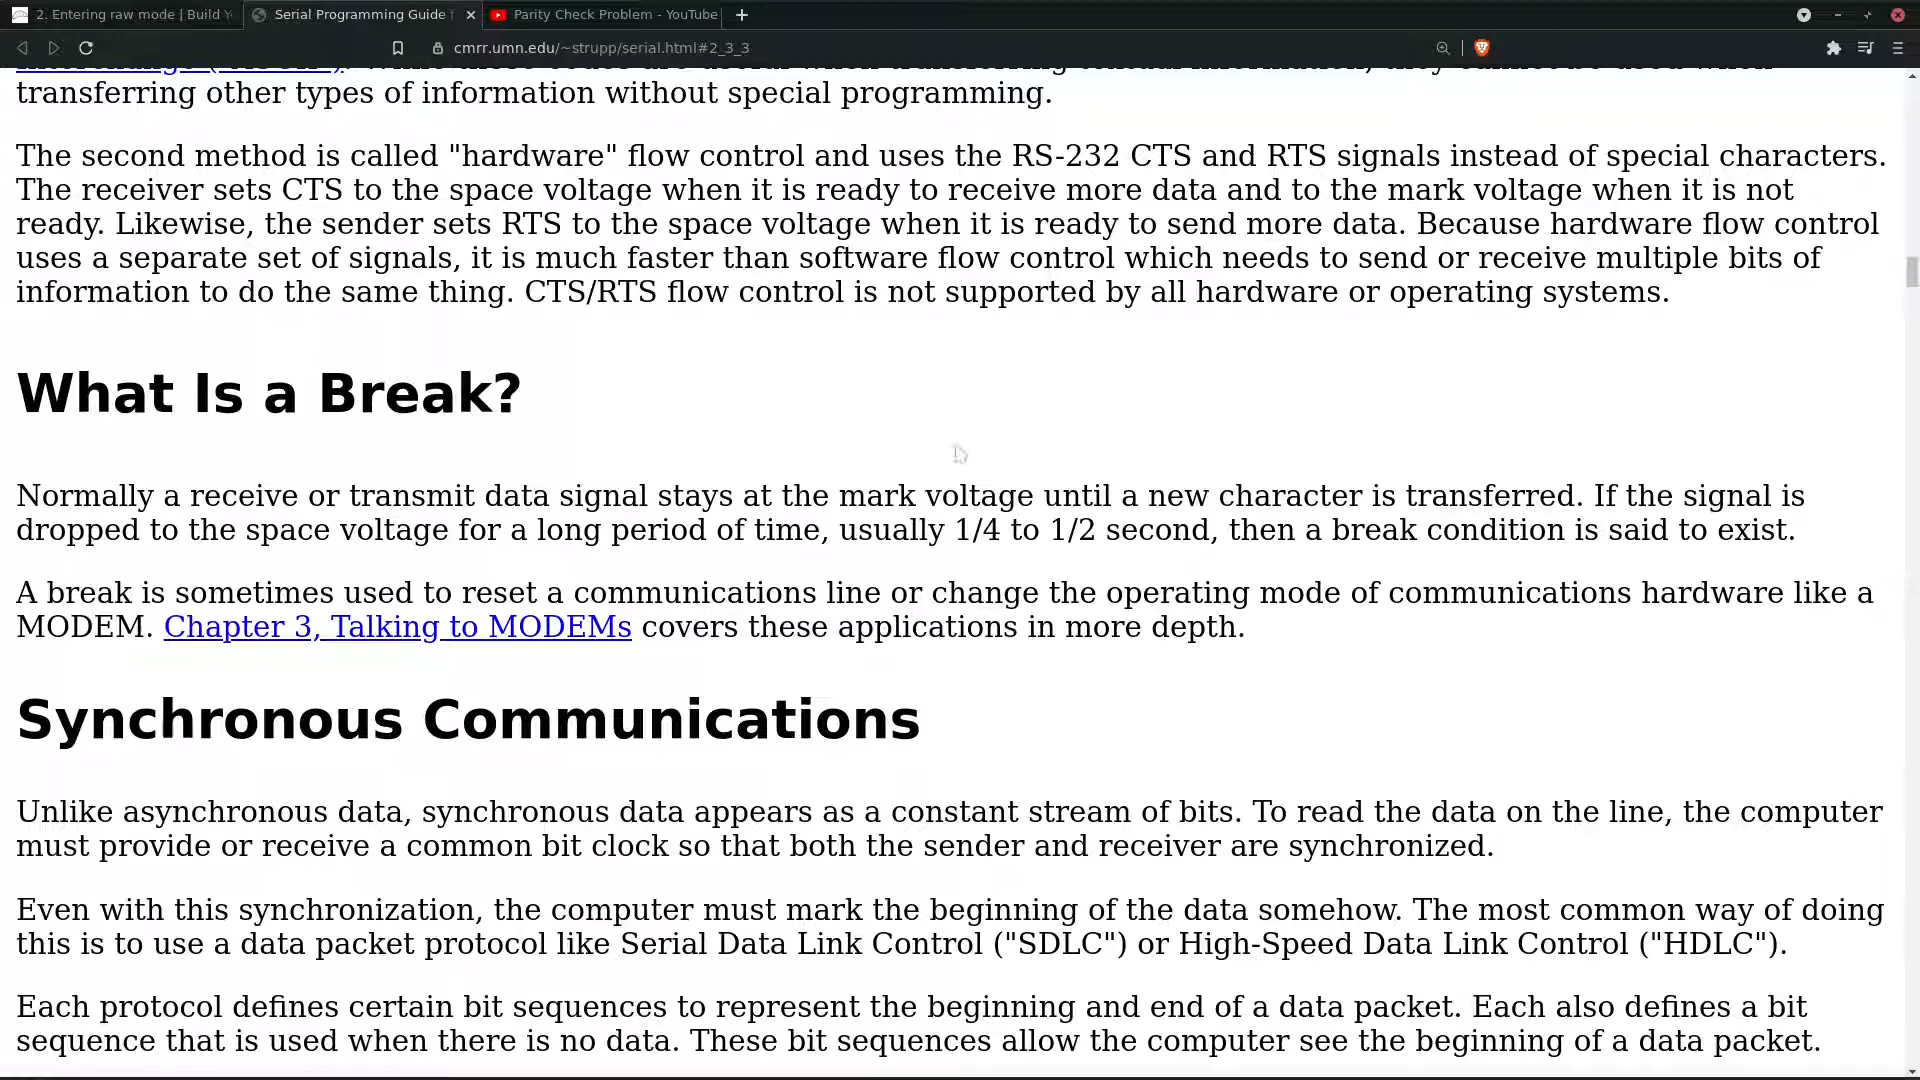 2. Entering raw mode | Build Y
Serial Programming Guide
Parity Check Problem - YouTube
cmrr.umn.edu/~strupp/serial.html#2_3_3
transferring other types of information without special programming.
The second method is called "hardware" flow control and uses the RS-232 CTS and RTS signals instead of special characters.
The receiver sets CTS to the space voltage when it is ready to receive more data and to the mark voltage when it is not
ready. Likewise, the sender sets RTS to the space voltage when it is ready to send more data. Because hardware flow control
uses a separate set of signals, it is much faster than software flow control which needs to send or receive multiple bits of
information to do the same thing. CTS/RTS flow control is not supported by all hardware or operating systems.
What Is a Break?
Normally a receive or transmit data signal stays at the mark voltage until a new character is transferred. If the signal is
dropped to the space voltage for a long period of time, usually 1/4 to 1/2 second, then a break condition is said to exist.
A break is sometimes used to reset a communications line or change the operating mode of communications hardware like a
MODEM. Chapter 3, Talking to MODEMs covers these applications in more depth.
Synchronous Communications
Unlike asynchronous data, synchronous data appears as a constant stream of bits. To read the data on the line, the computer
must provide or receive a common bit clock so that both the sender and receiver are synchronized.
Even with this synchronization, the computer must mark the beginning of the data somehow. The most common way of doing
this is to use a data packet protocol like Serial Data Link Control ("SDLC") or High-Speed Data Link Control ("HDLC").
Each protocol defines certain bit sequences to represent the beginning and end of a data packet. Each also defines a bit
sequence that is used when there is no data. These bit sequences allow the computer see the beginning of a data packet.